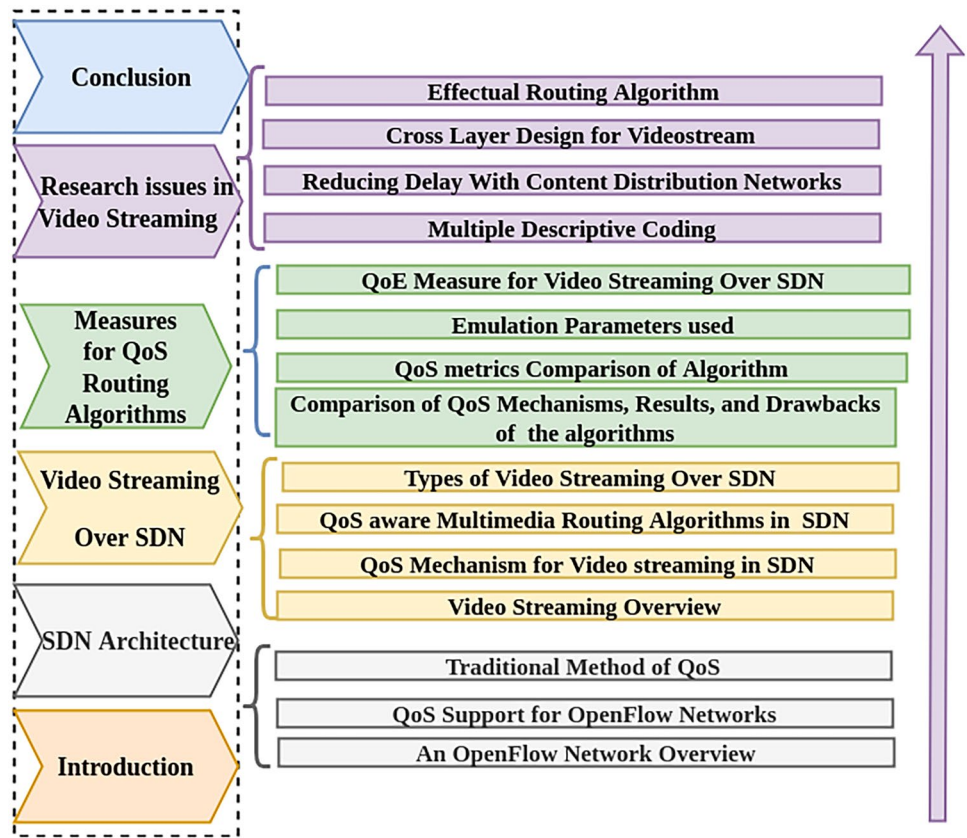 Conclusion
Effectual Routing Algorithm
Cross Layer Design for Videostream
Research issues in
Video Streaming
Reducing Delay With Content Distribution Networks
Multiple Descriptive Coding
QoE Measure for Video Streaming Over SDN
Measures
for QoS
Routing
Algorithms
Emulation Parameters used
QoS metrics Comparison of Algorithm
Comparison of QoS Mechanisms, Results, and Drawbacks
of the algorithms
Video Streaming
Over SDN
Types of Video Streaming Over SDN
QoS aware Multimedia Routing Algorithms in SDN
QoS Mechanism for Video streaming in SDN
Video Streaming Overview
SDN Architecture
Traditional Method of QoS
QoS Support for OpenFlow Networks
An OpenFlow Network Overview
Introduction